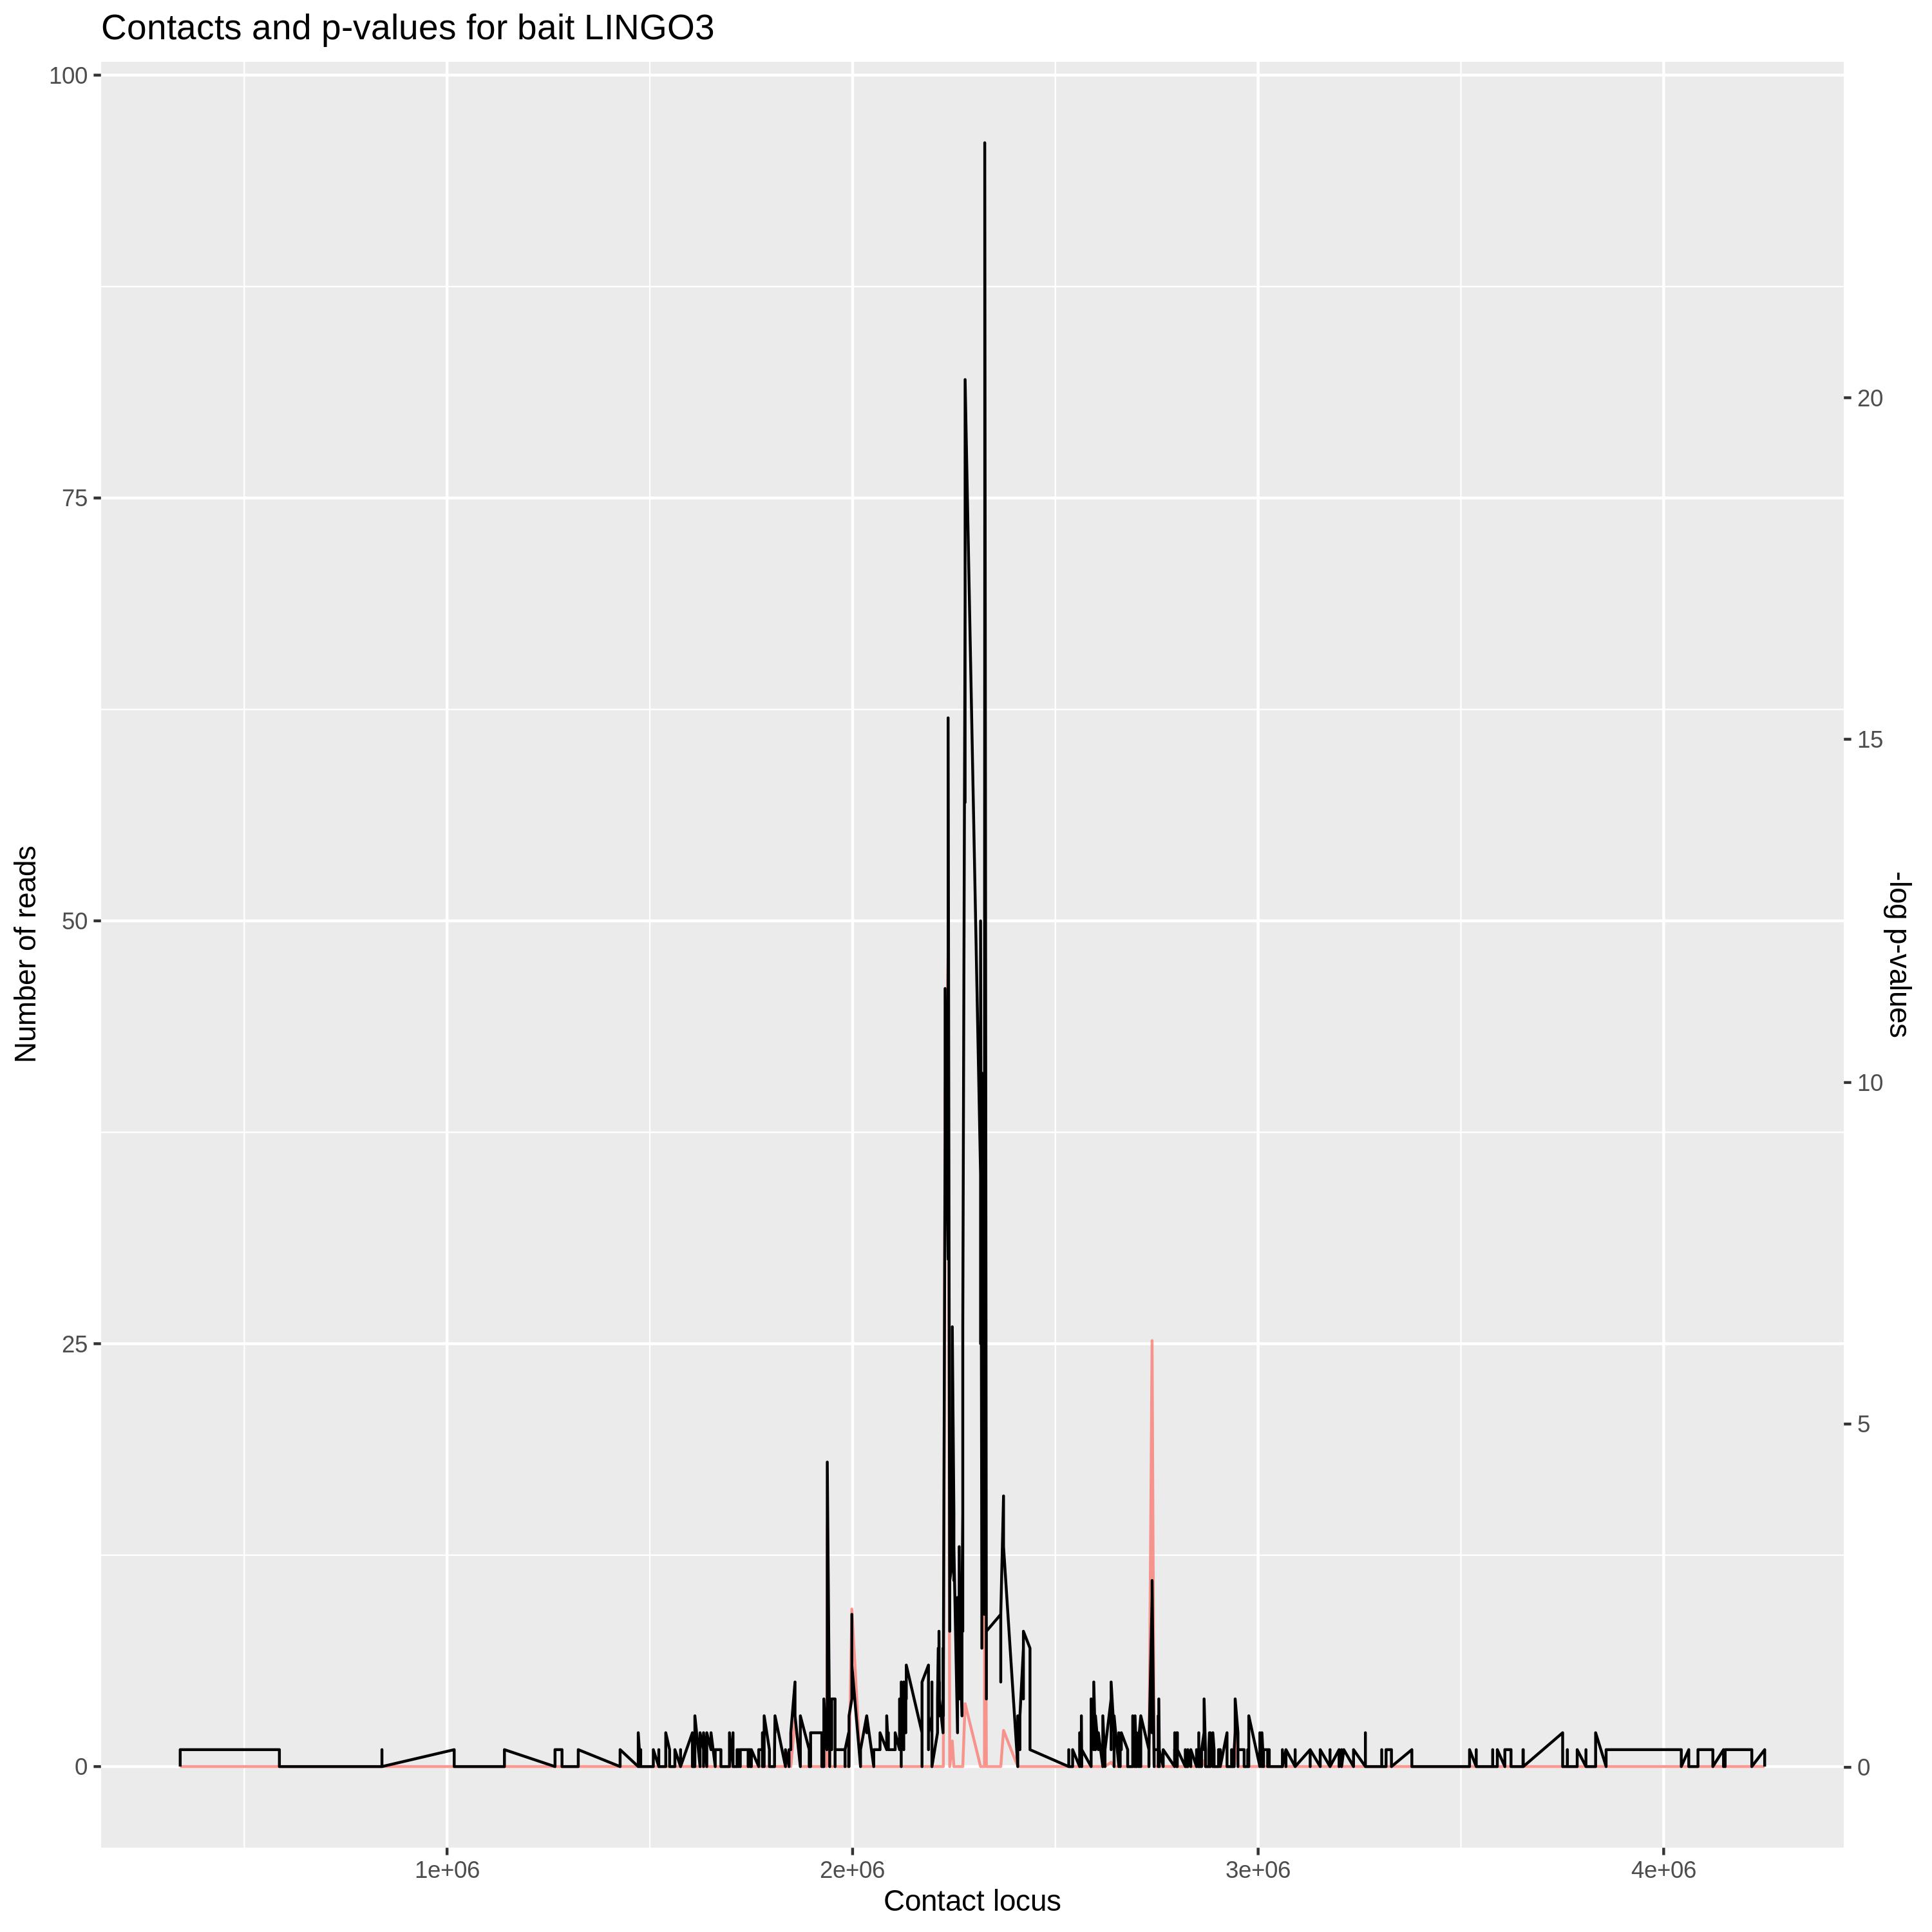 Contacts and p-values for bait LINGO3
100
75
50
25
0
Number of reads
20
15
10
5
0
-log p-values
1e+06 2e+06 3e+06 4e+06
Contact locus